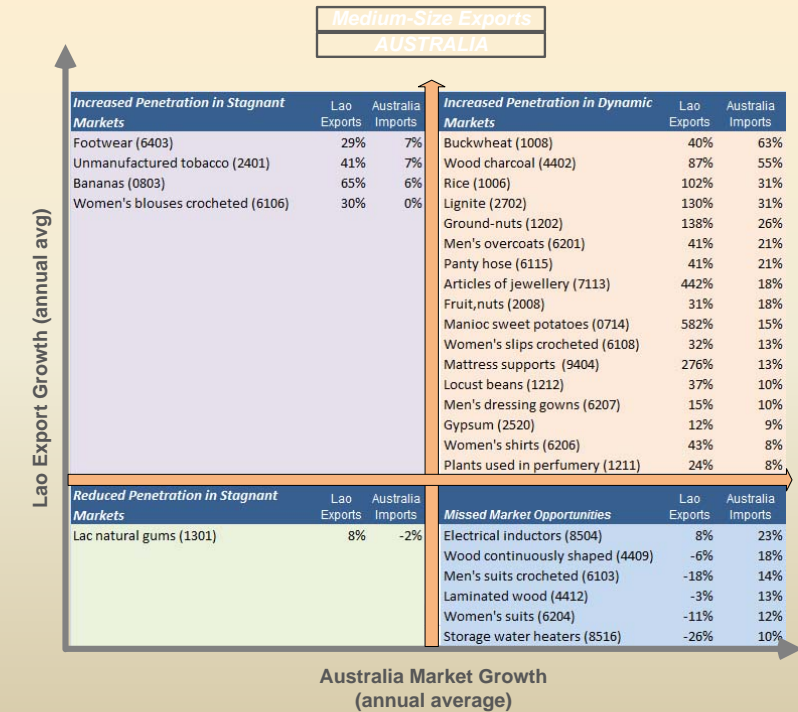 Medium-Size Exports
AUSTRALIA
Lao Export Growth (annual avg)
Increased Penetration in Stagnant Markets Lao Exports Australia Imports
Footwear (6403) 29% 7%
Unmanufactured tobacco (2401) 41% 7%
Bananas (0803) 65% 6%
Women's blouses crocheted (6106) 30% 0%
Increased Penetration in Dynamic Markets Lao Exports Australia Imports
Buckwheat (1008) 40% 63%
Wood charcoal (4402) 87% 55%
Rice (1006) 102% 31%
Lignite (2702) 130% 31%
Ground-nuts (1202) 138% 26%
Men's overcoats (6201) 41% 21%
Panty hose (6115) 41% 21%
Articles of jewellery (7113) 442% 18%
Fruit,nuts (2008) 31% 18%
Manioc sweet potatoes (0714) 582% 15%
Women's slips crocheted (6108) 32% 13%
Mattress supports (9404) 276% 13%
Locust beans (1212) 37% 10%
Men's dressing gowns (6207) 15% 10%
Gypsum (2520) 12% 9%
Women's shirts (6206) 43% 8%
Plants used in perfumery (1211) 24% 8%
Reduced Penetration in Stagnant Markets Lao Exports Australia Imports
Lac natural gums (1301) 8% -2%
Missed Market Opportunities Lao Exports Australia Imports
Electrical inductors (8504) 8% 23%
Wood continuously shaped (4409) -6% 18%
Men's suits crocheted (6103) -18% 14%
Laminated wood (4412) -3% 13%
Women's suits (6204) -11% 12%
Storage water heaters (8516) -26% 10%
Australia Market Growth
(annual average)